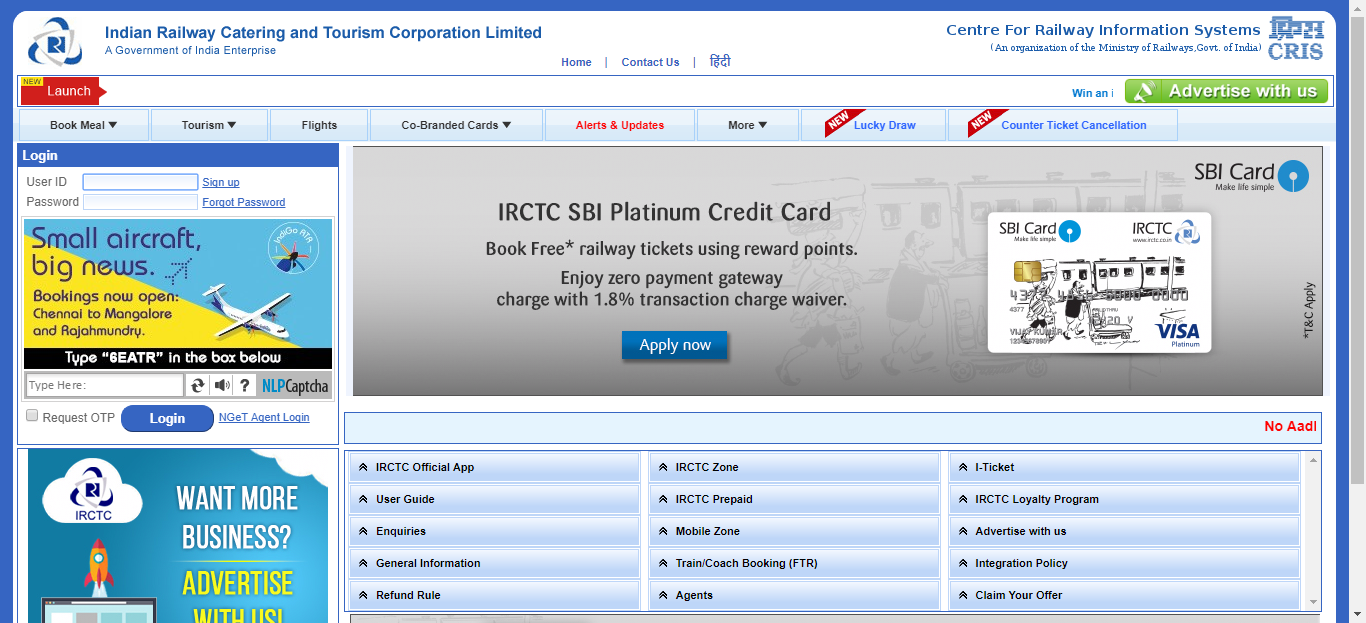 Indian Railway Catering and Tourism Corporation Limited
A Government of India Enterprise
Centre For Railway Information Systems
(An organization of the Ministry of Railways,Govt. of India)
CRIS
Home | Contact Us | हिंदी
NEW
Launch
Win an i
Advertise with us
Book Meal Tourism Flights Co-Branded Cards Alerts & Updates More NEW Lucky Draw NEW Counter Ticket Cancellation
Login
User ID Sign up
Password Forgot Password
Small aircraft,
big news.
IndiGo ATR
Bookings now open:
Chennai to Mangalore
and Rajahmundry.
Type “6EATR” in the box below
Type Here: ? NLPCaptcha
Request OTP Login NGeT Agent Login
IRCTC
WANT MORE
BUSINESS?
ADVERTISE
WITH US!
SBI Card
Make life simple
IRCTC SBI Platinum Credit Card
Book Free* railway tickets using reward points.
Enjoy zero payment gateway
charge with 1.8% transaction charge waiver.
Apply now
SBI Card
Make life simple
IRCTC
www.irctc.co.in
4377
VIJAY KUMAR
VISA
Platinum
*T&C Apply
No Aad
IRCTC Official App IRCTC Zone I-Ticket
User Guide IRCTC Prepaid IRCTC Loyalty Program
Enquiries Mobile Zone Advertise with us
General Information Train/Coach Booking (FTR) Integration Policy
Refund Rule Agents Claim Your Offer